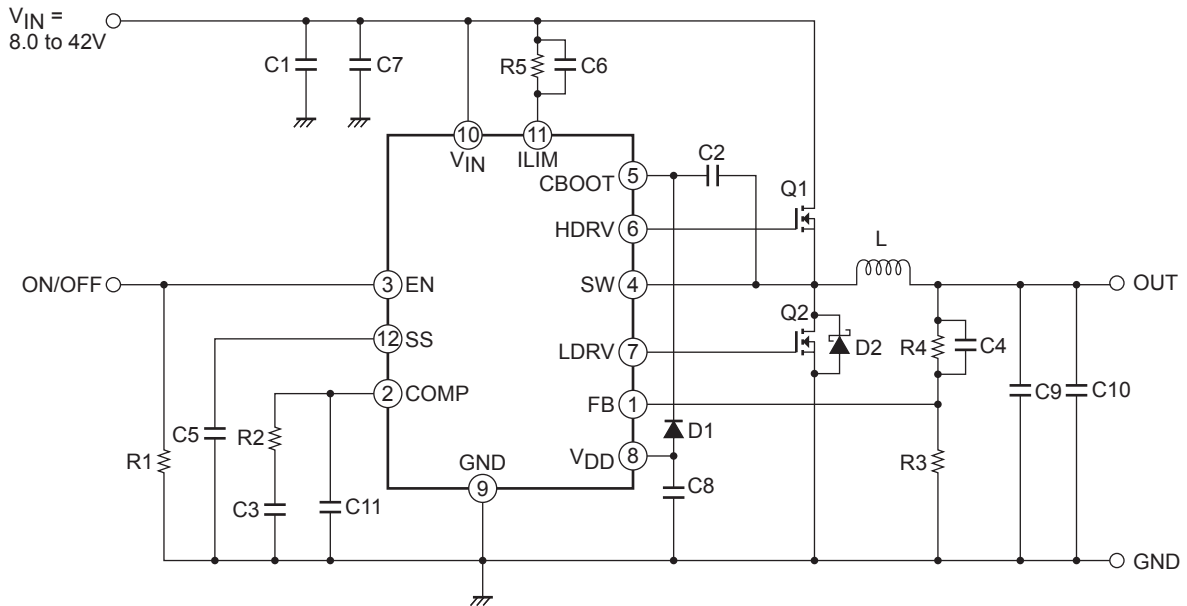 VIN =
8.0 to 42V
C1
C7
R5
C6
10
11
VIN
ILIM
C2
CBOOT
5
Q1
HDRV
6
L
ON/OFF
3
EN
SW
4
OUT
Q2
12
SS
LDRV
7
D2
R4
C4
2
COMP
FB
1
C9
C10
C5
R2
D1
R1
GND
VDD
8
R3
9
C8
C3
C11
GND